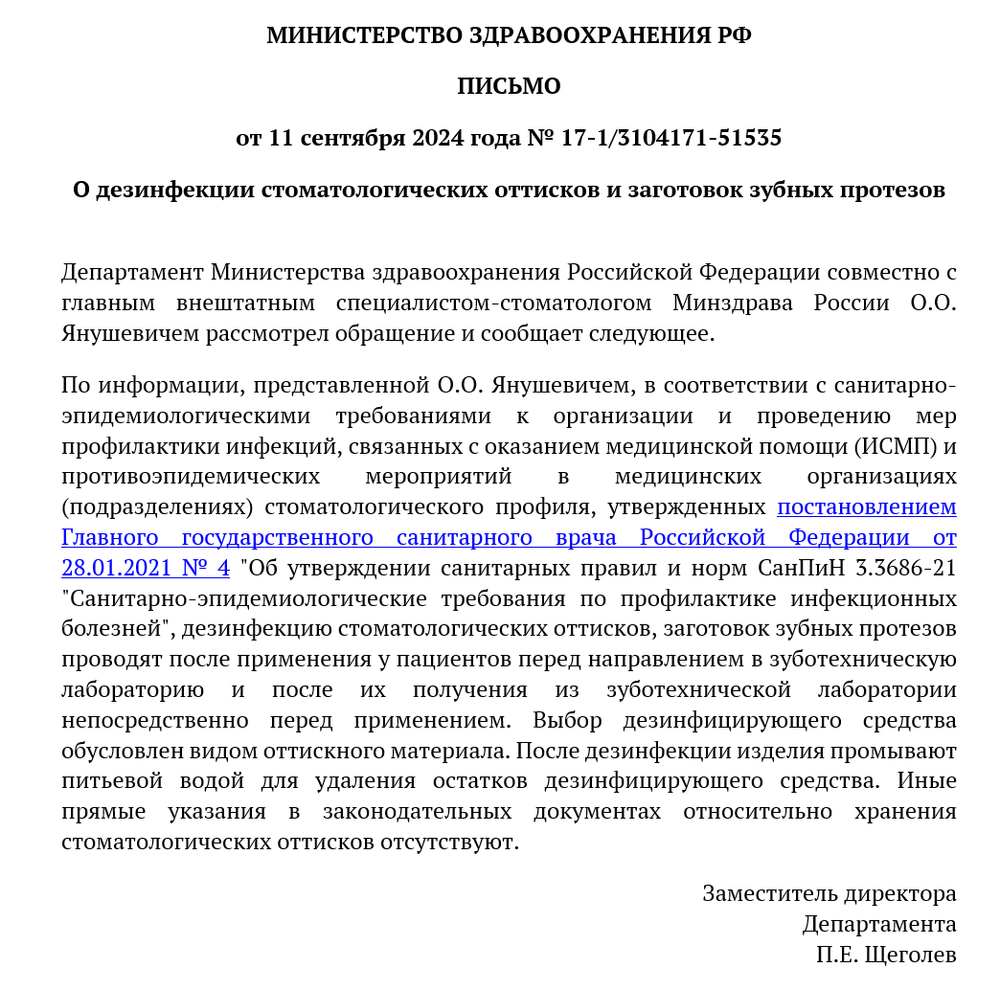 МИНИСТЕРСТВО ЗДРАВООХРАНЕНИЯ РФ
ПИСЬМО
от 11 сентября 2024 года № 17-1/3104171-51535
О дезинфекции стоматологических оттисков и заготовок зубных протезов
Департамент Министерства здравоохранения Российской Федерации совместно с
главным внештатным специалистом-стоматологом Минздрава России О.О.
Янушевичем рассмотрел обращение и сообщает следующее.
По информации, представленной О.О. Янушевичем, в соответствии с санитарно-
эпидемиологическими требованиями к организации и проведению мер
профилактики инфекций, связанных с оказанием медицинской помощи (ИСМП) и
противоэпидемических мероприятий в медицинских организациях
(подразделениях) стоматологического профиля, утвержденных постановлением
Главного государственного санитарного врача Российской Федерации от
28.01.2021 № 4 "Об утверждении санитарных правил и норм СанПиН 3.3686-21
"Санитарно-эпидемиологические требования по профилактике инфекционных
болезней", дезинфекцию стоматологических оттисков, заготовок зубных протезов
проводят после применения у пациентов перед направлением в зуботехническую
лабораторию и после их получения из зуботехнической лаборатории
непосредственно перед применением. Выбор дезинфицирующего средства
обусловлен видом оттискного материала. После дезинфекции изделия промывают
питьевой водой для удаления остатков дезинфицирующего средства. Иные
прямые указания в законодательных документах относительно хранения
стоматологических оттисков отсутствуют.
Заместитель директора
Департамента
П.Е. Щеголев